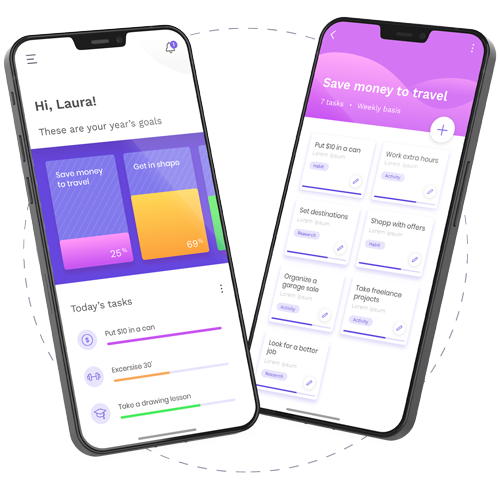 1
Hi, Laura!
These are your year's goals
Save money
to travel
25%
Get in shape
69%
Today's tasks
Put $10 in a can
$
Excersise 30'
Take a drawing lesson
Save money to travel
7 tasks • Weekly basis
Put $10 in a can
Lorem Ipsum
Habit
Work extra hours
Lorem Ipsum
Activity
Set destinations
Lorem Ipsum
Research
Shopp with offers
Lorem Ipsum
Habit
Organize a
garage sale
Lorem Ipsum
Activity
Take freelance
projects
Lorem Ipsum
Activity
Look for a better
job
Lorem Ipsum
Research